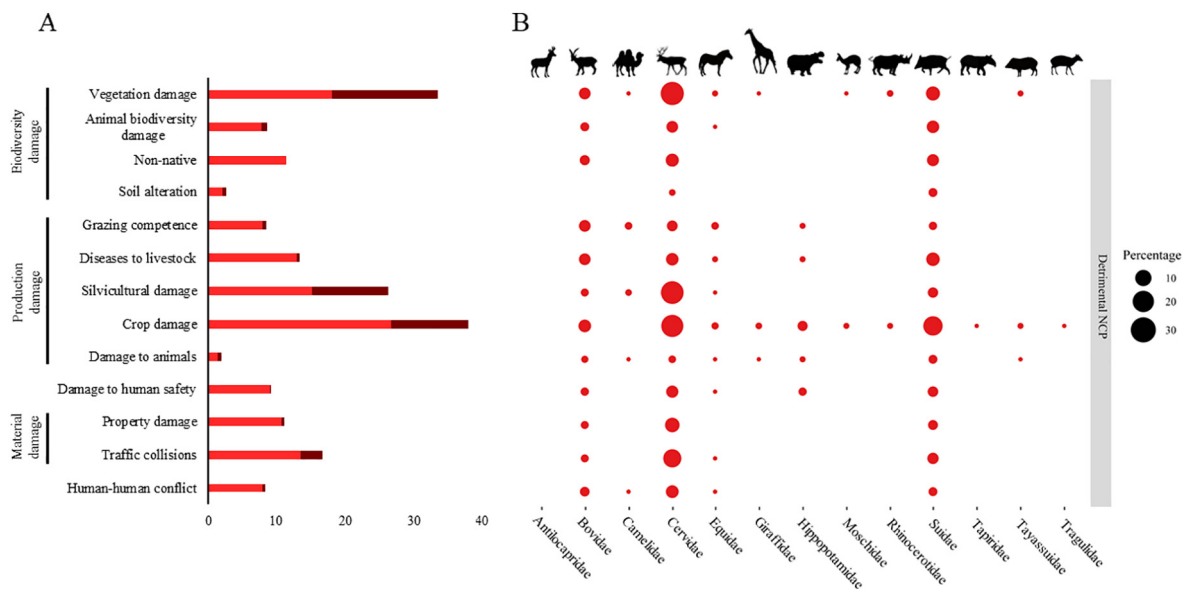 A
B
Biodiversity
damage
Vegetation damage
Animal biodiversity
damage
Non-native
Soil alteration
Production
damage
Grazing competence
Diseases to livestock
Silvicultural damage
Crop damage
Damage to animals
Damage to human safety
Material
damage
Property damage
Traffic collisions
Human-human conflict
0 10 20 30 40
Antilocapridae
Bovidae
Camelidae
Cervidae
Equidae
Giraffidae
Hippopotamidae
Moschidae
Rhinocerotidae
Suidae
Tapiridae
Tayassuidae
Tragulidae
Detrimental NCP
Percentage
10
20
30